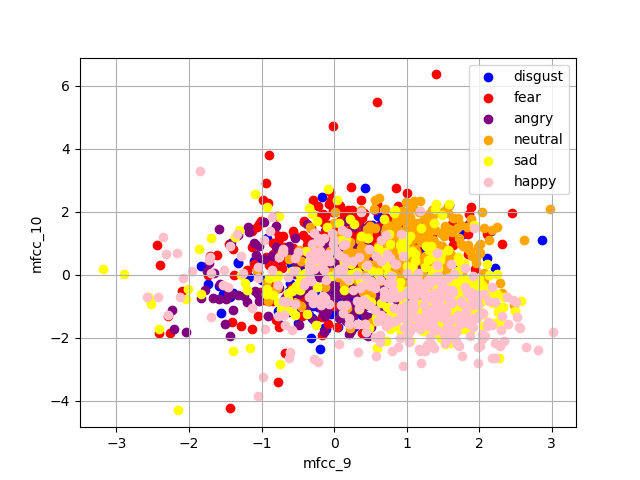 6
4
2
0
−2
−4
mfcc_10
−3
−2
−1
0
1
2
3
mfcc_9
disgust
fear
angry
neutral
sad
happy